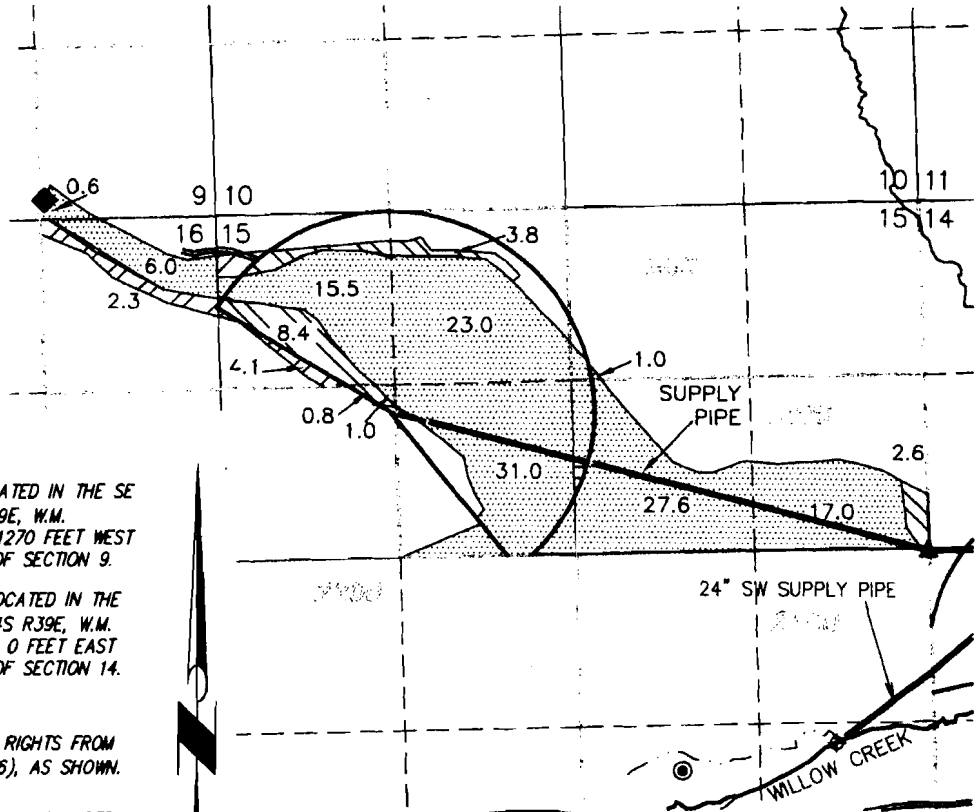 0.6
9 10
10 11
16 15
15 14
3.8
6.0
2.3
15.5
23.0
8.4
4.1
1.0
0.8
1.0
SUPPLY
PIPE
2.6
31.0
27.6
17.0
ATED IN THE SE
9E, W.M.
1270 FEET WEST
OF SECTION 9.
24" SW SUPPLY PIPE
OCATED IN THE
4S R39E, W.M.
0 FEET EAST
OF SECTION 14.
RIGHTS FROM
6), AS SHOWN.
WILLOW CREEK